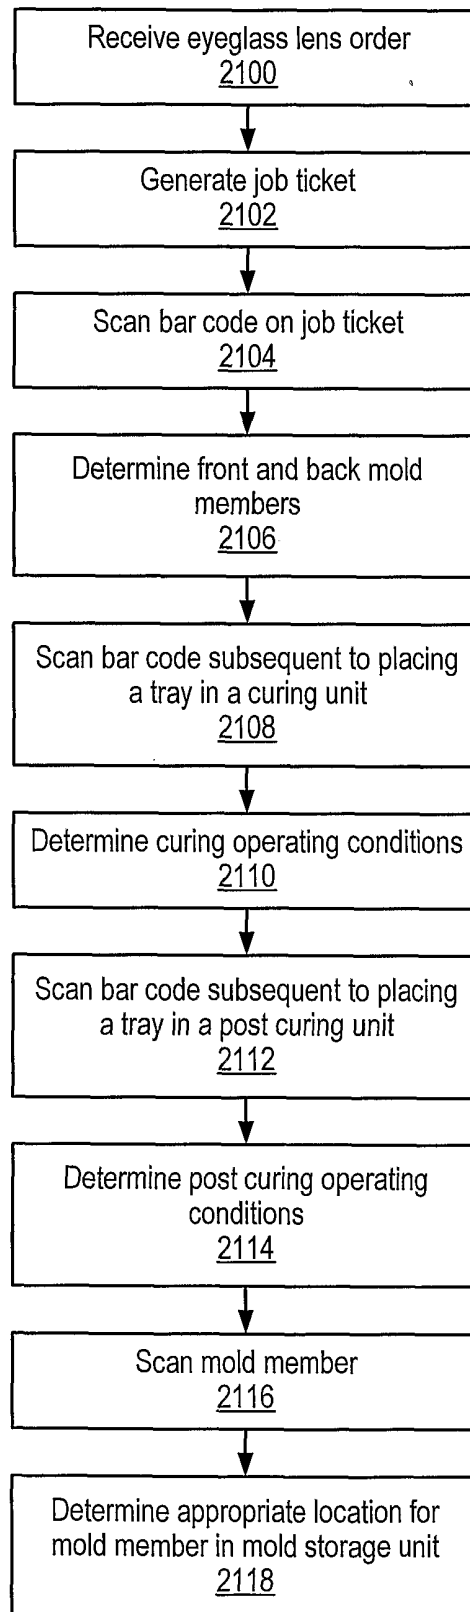 Receive eyeglass lens order
2100
Generate job ticket
2102
Scan bar code on job ticket
2104
Determine front and back mold
members
2106
Scan bar code subsequent to placing
a tray in a curing unit
2108
Determine curing operating conditions
2110
Scan bar code subsequent to placing
a tray in a post curing unit
2112
Determine post curing operating
conditions
2114
Scan mold member
2116
Determine appropriate location for
mold member in mold storage unit
2118